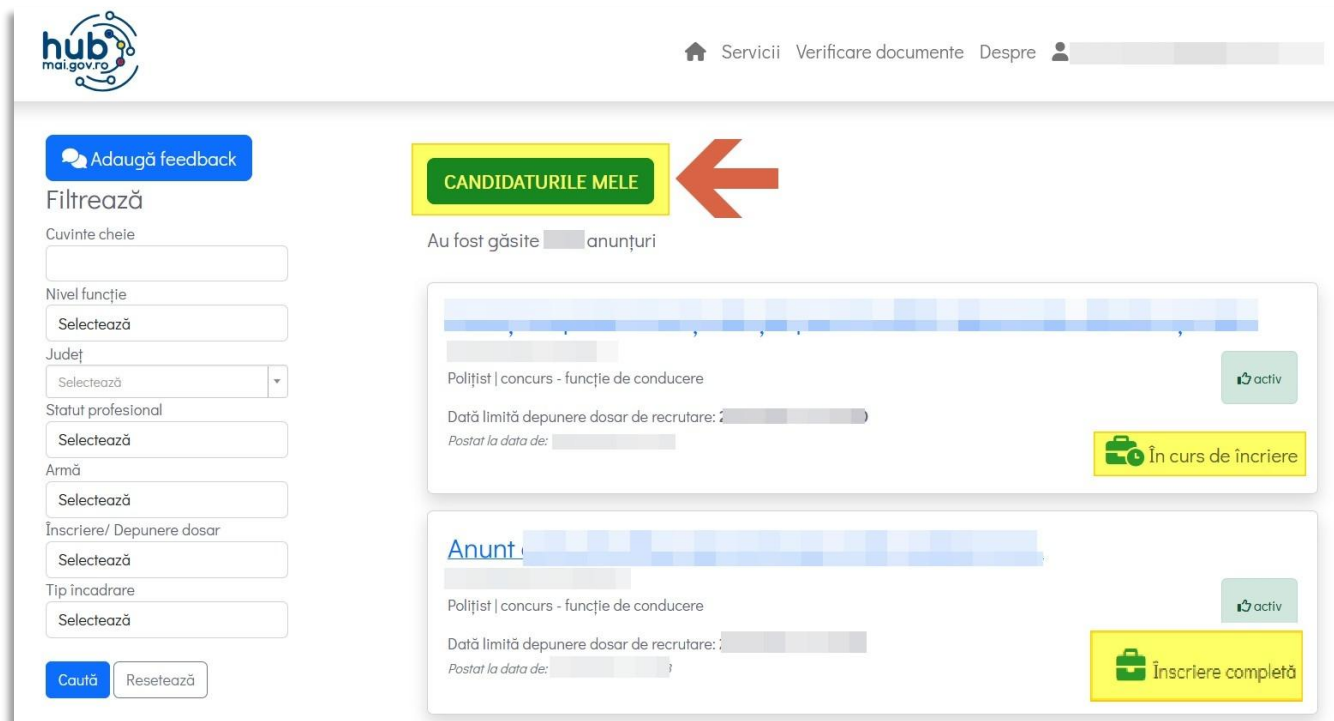 hub
mai.gov.ro
Servicii Verificare documente Despre
Adaugă feedback
Filtrează
Cuvinte cheie
Nivel funcție
Selectează
Județ
Selectează
Statut profesional
Selectează
Armă
Selectează
Înscriere/ Depunere dosar
Selectează
Tip încadrare
Selectează
Caută Resetează
CANDIDATURILE MELE
Au fost găsite anunțuri
Polițist | concurs - funcție de conducere
activ
Dată limită depunere dosar de recrutare:
Postat la data de:
În curs de încriere
Anunt
Polițist | concurs - funcție de conducere
activ
Dată limită depunere dosar de recrutare:
Postat la data de:
Înscriere completă